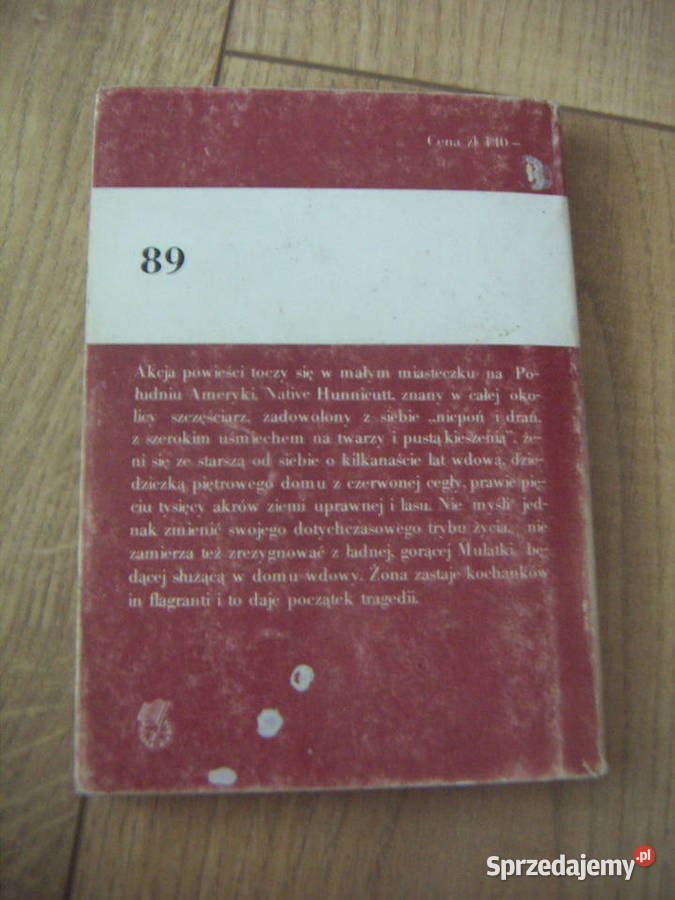 Cena zł 140 –
89
Akcja powieści toczy się w małym miasteczku na Po-
łudniu Ameryki. Native Hunnicutt, znany w całej oko-
licy szczęściarz, zadowolony z siebie „niepoń i drań,
z szerokim uśmiechem na twarzy i pustą kieszenią”, że-
ni się ze starszą od siebie o kilkanaście lat wdową, dzie-
dziczką piętrowego domu z czerwonej cegły, prawie pię-
ciu tysięcy akrów ziemi uprawnej i lasu. Nie myśli jed-
nak zmienić swojego dotychczasowego trybu życia, nie
zamierza też zrezygnować z ładnej, gorącej Mulatki, bę-
dącej służącą w domu wdowy. Żona zastaje kochanków
in flagranti i to daje początek tragedii.
Sprzedajemy.pl